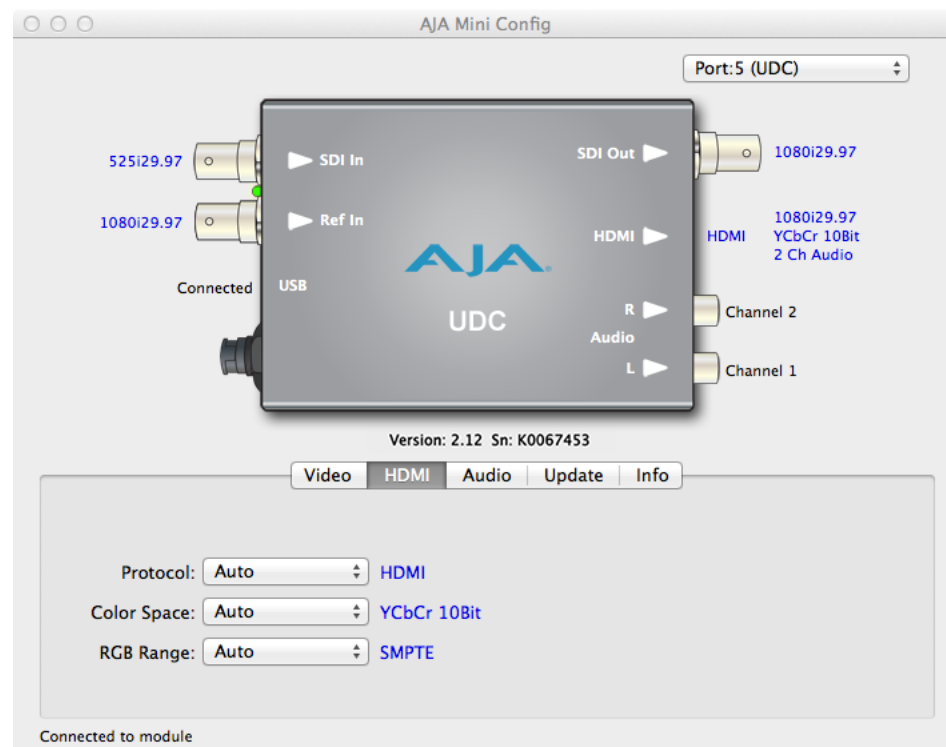 AJA Mini Config
Port:5 (UDC)
525i29.97
SDI In
SDI Out
1080i29.97
1080i29.97
Ref In
HDMI
HDMI
1080i29.97
YCbCr 10Bit
2 Ch Audio
Connected
USB
AJA
UDC
R
Channel 2
Audio
L
Channel 1
Version: 2.12 Sn: K0067453
Video HDMI Audio Update Info
Protocol: Auto HDMI
Color Space: Auto YCbCr 10Bit
RGB Range: Auto SMPTE
Connected to module